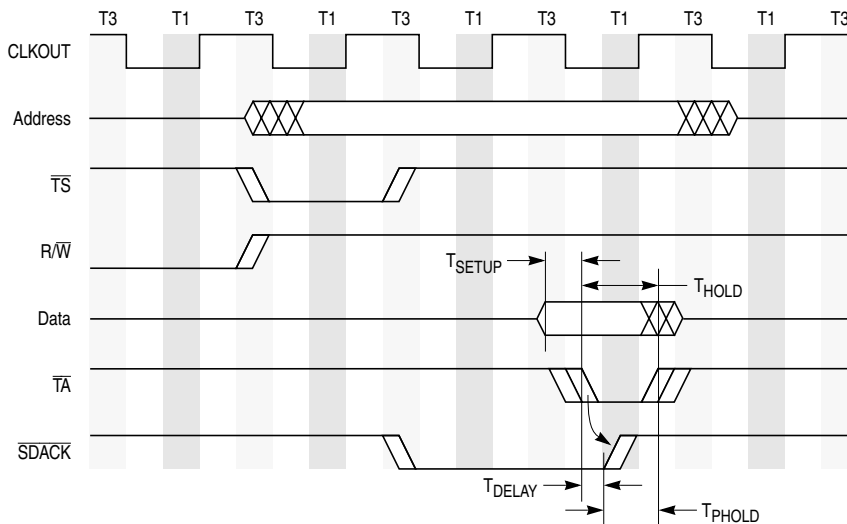 T3 T1 T3 T1 T3 T1 T3 T1 T3 T1 T3
CLKOUT
Address
TS
R/W
TSETUP
THOLD
Data
TA
SDACK
TDELAY
TPHOLD